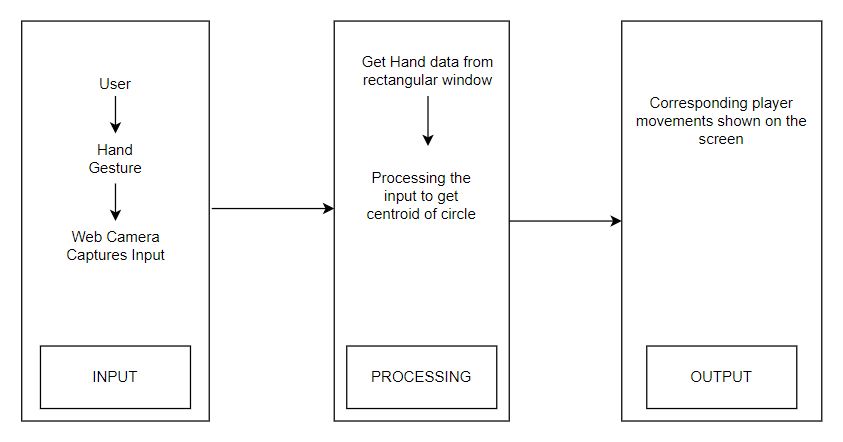 User
Hand
Gesture
Web Camera
Captures Input
INPUT
Get Hand data from
rectangular window
Processing the
input to get
centroid of circle
PROCESSING
Corresponding player
movements shown on the
screen
OUTPUT